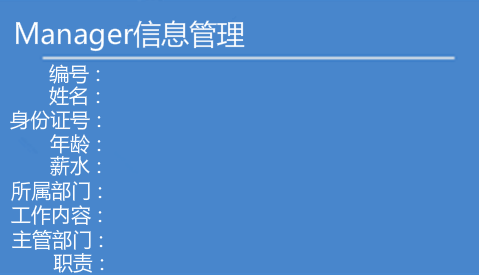 Manager信息管理
编号：
姓名：
身份证号：
年龄：
薪水：
所属部门：
工作内容：
主管部门：
职责：